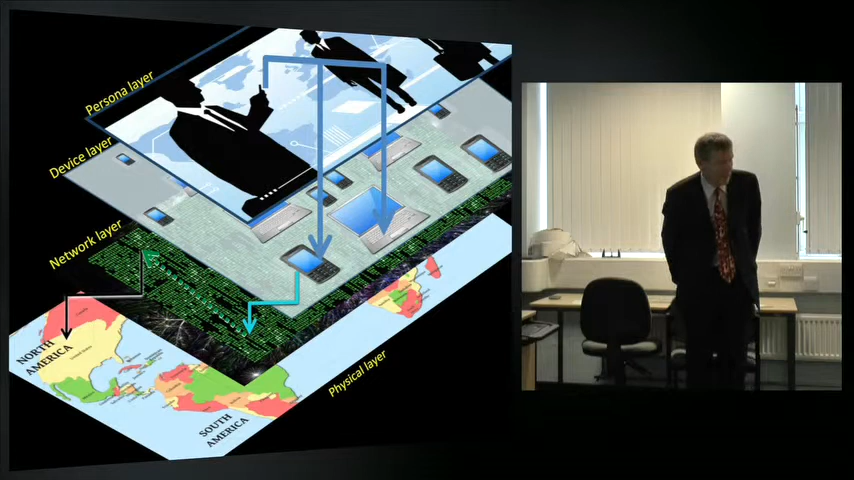 Persona layer
Device layer
Network layer
Physical layer
NORTH
AMERICA
SOUTH
AMERICA